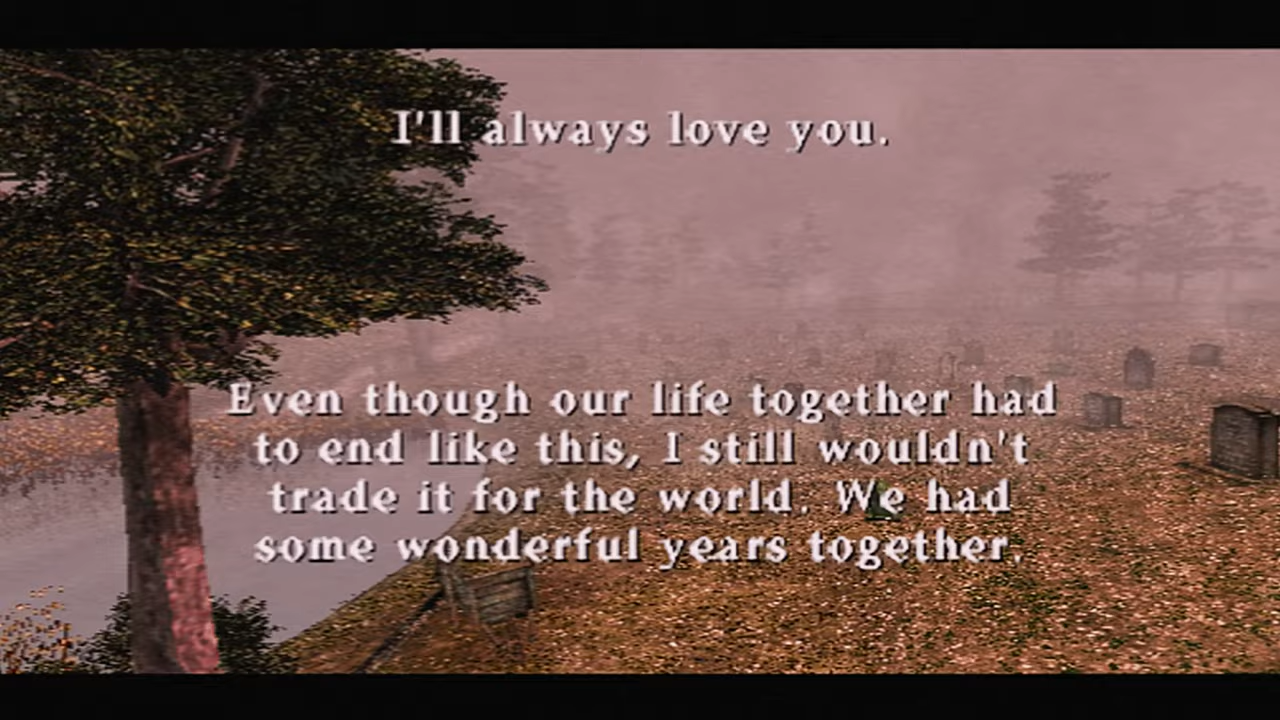 I'll always love you.
Even though our life together had
to end like this, I still wouldn't
trade it for the world. We had
some wonderful years together.